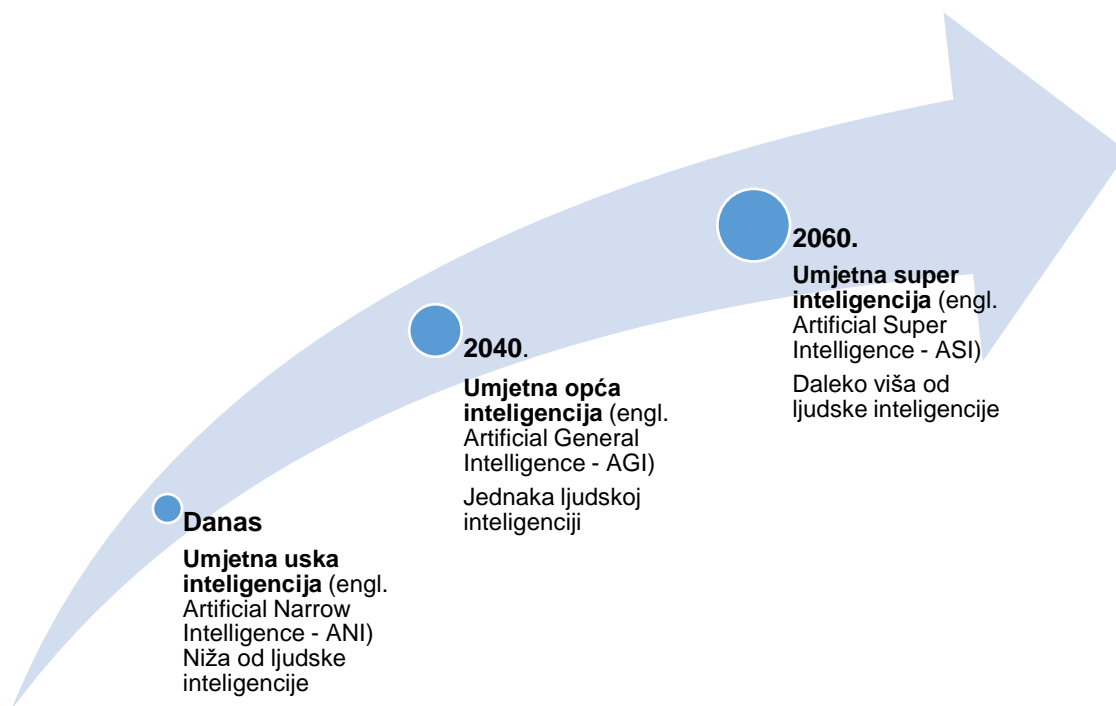 Danas
Umjetna uska
inteligencija (engl.
Artificial Narrow
Intelligence - ANI)
Niža od ljudske
inteligencije
2040.
Umjetna opća
inteligencija (engl.
Artificial General
Intelligence - AGI)
Jednaka ljudskoj
inteligenciji
2060.
Umjetna super
inteligencija (engl.
Artificial Super
Intelligence - ASI)
Daleko viša od
ljudske inteligencije